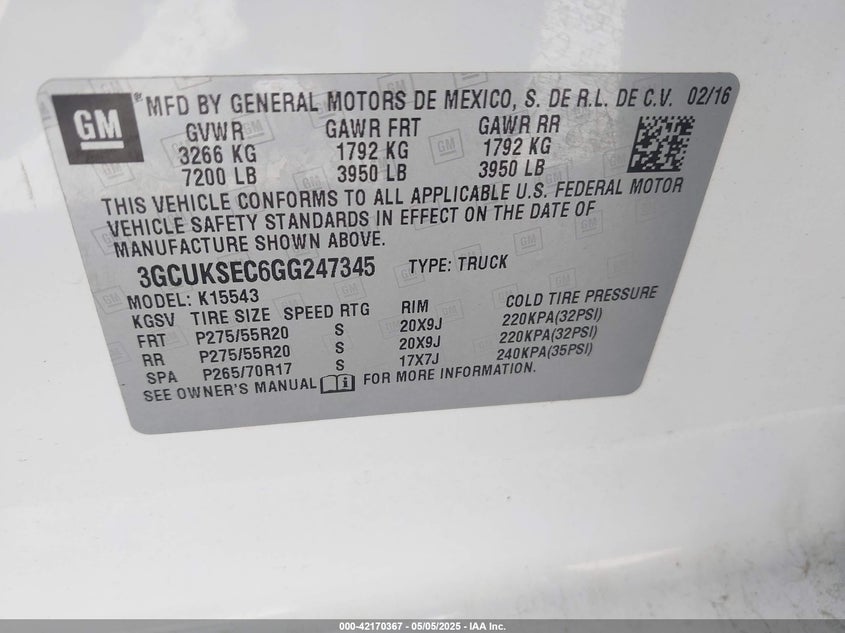 GM ® MFD BY GENERAL MOTORS DE MEXICO, S. DE R.L. DE C.V. 02/16
GVWR GAWR FRT GAWR RR
3266 KG 1792 KG 1792 KG
7200 LB 3950 LB 3950 LB
THIS VEHICLE CONFORMS TO ALL APPLICABLE U.S. FEDERAL MOTOR
VEHICLE SAFETY STANDARDS IN EFFECT ON THE DATE OF
MANUFACTURE SHOWN ABOVE.
3GCUKSEC6GG247345 TYPE: TRUCK
MODEL: K15543
KGSV TIRE SIZE SPEED RTG RIM COLD TIRE PRESSURE
FRT P275/55R20 S 20X9J 220KPA(32PSI)
RR P275/55R20 S 20X9J 220KPA(32PSI)
SPA P265/70R17 S 17X7J 240KPA(35PSI)
SEE OWNER'S MANUAL i FOR MORE INFORMATION.
000-42170367 - 05/05/2025 - IAA Inc.